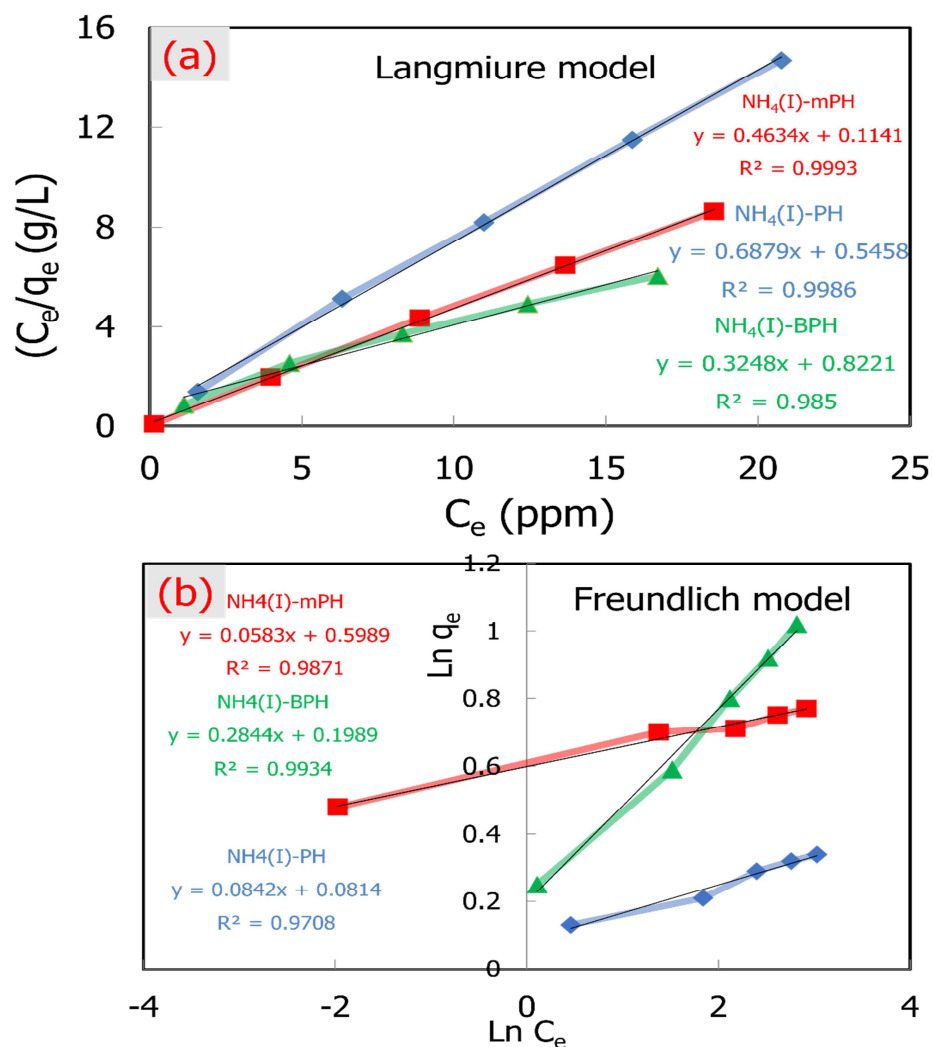 (a)
Langmiure model
(Cₑ/qₑ (g/L)
16
12
8
4
0
NH₄(I)-mPH
y = 0.4634x + 0.1141
R² = 0.9993
NH₄(I)-PH
y = 0.6879x + 0.5458
R² = 0.9986
NH₄(I)-BPH
y = 0.3248x + 0.8221
R² = 0.985
0 5 10 15 20 25
Cₑ (ppm)
(b)
Freundlich model
NH4(I)-mPH
y = 0.0583x + 0.5989
R² = 0.9871
NH4(I)-BPH
y = 0.2844x + 0.1989
R² = 0.9934
NH4(I)-PH
y = 0.0842x + 0.0814
R² = 0.9708
Ln qₑ
1.2
1
0.8
0.6
0.4
0.2
0
-4 -2 0 2 4
Ln Cₑ